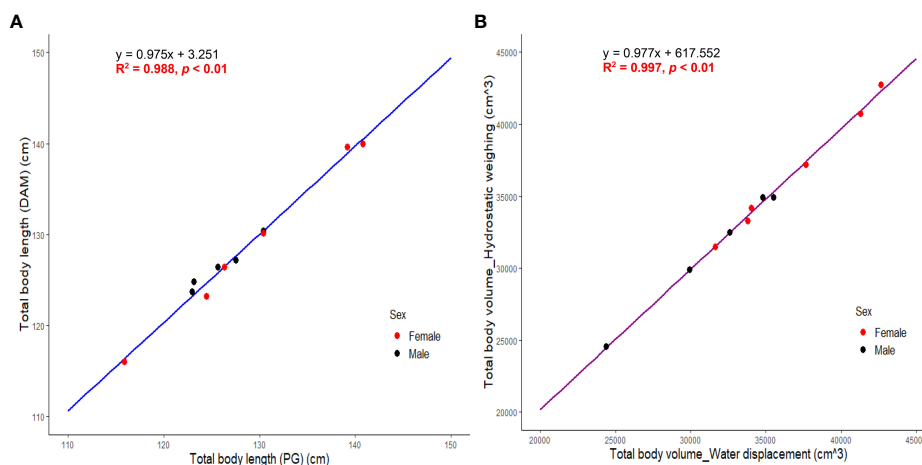 A
y = 0.975x + 3.251
R² = 0.988, p < 0.01
150
140
130
120
110
Total body length (DAM) (cm)
Sex
Female
Male
110
120
130
140
150
Total body length (PG) (cm)
B
y = 0.977x + 617.552
R² = 0.997, p < 0.01
45000
40000
35000
30000
25000
20000
Total body volume_Hydrostatic weighing (cm^3)
Sex
Female
Male
20000
25000
30000
35000
40000
4500
Total body volume_Water displacement (cm^3)